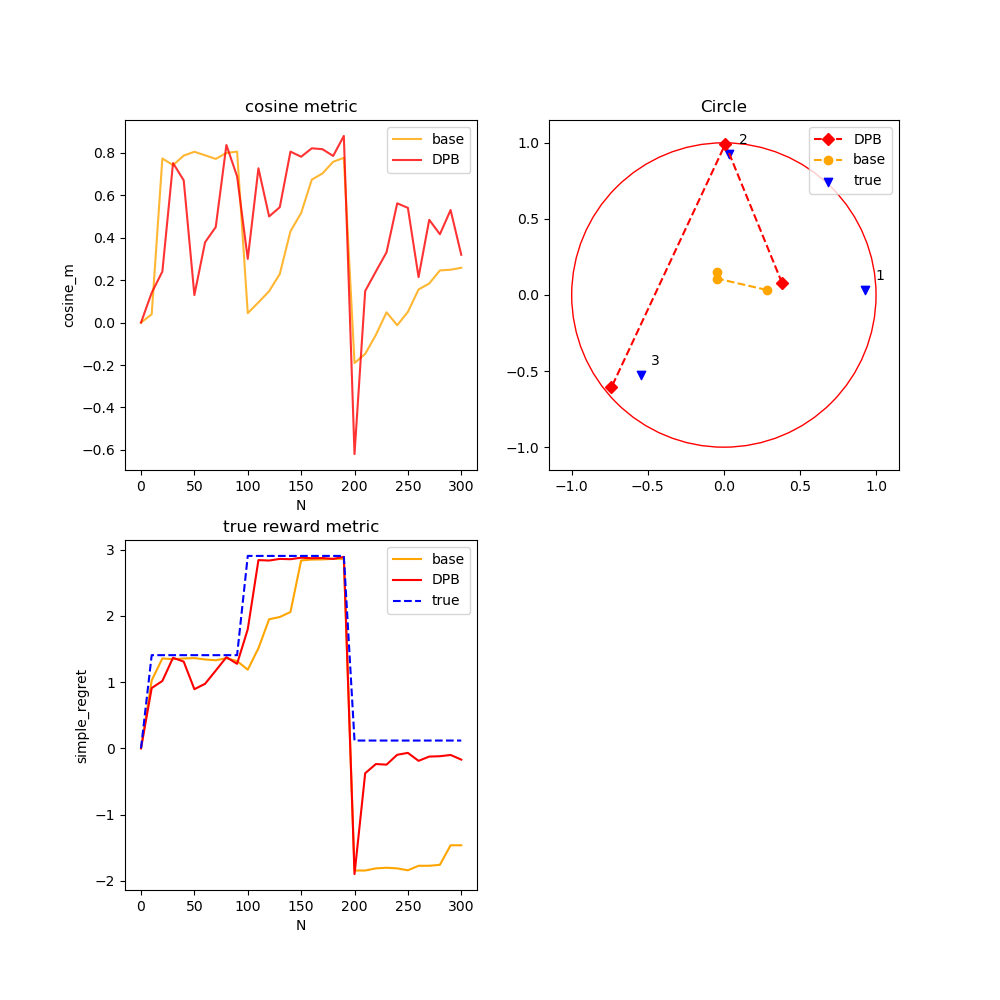 cosine metric
0.8
0.6
0.4
0.2
0.0
−0.2
−0.4
−0.6
cosine_m
base
DPB
0 50 100 150 200 250 300
N
Circle
1.0
0.5
0.0
−0.5
−1.0
2
1
3
DPB
base
true
−1.0 −0.5 0.0 0.5 1.0
true reward metric
3
2
1
0
−1
−2
simple_regret
base
DPB
true
0 50 100 150 200 250 300
N